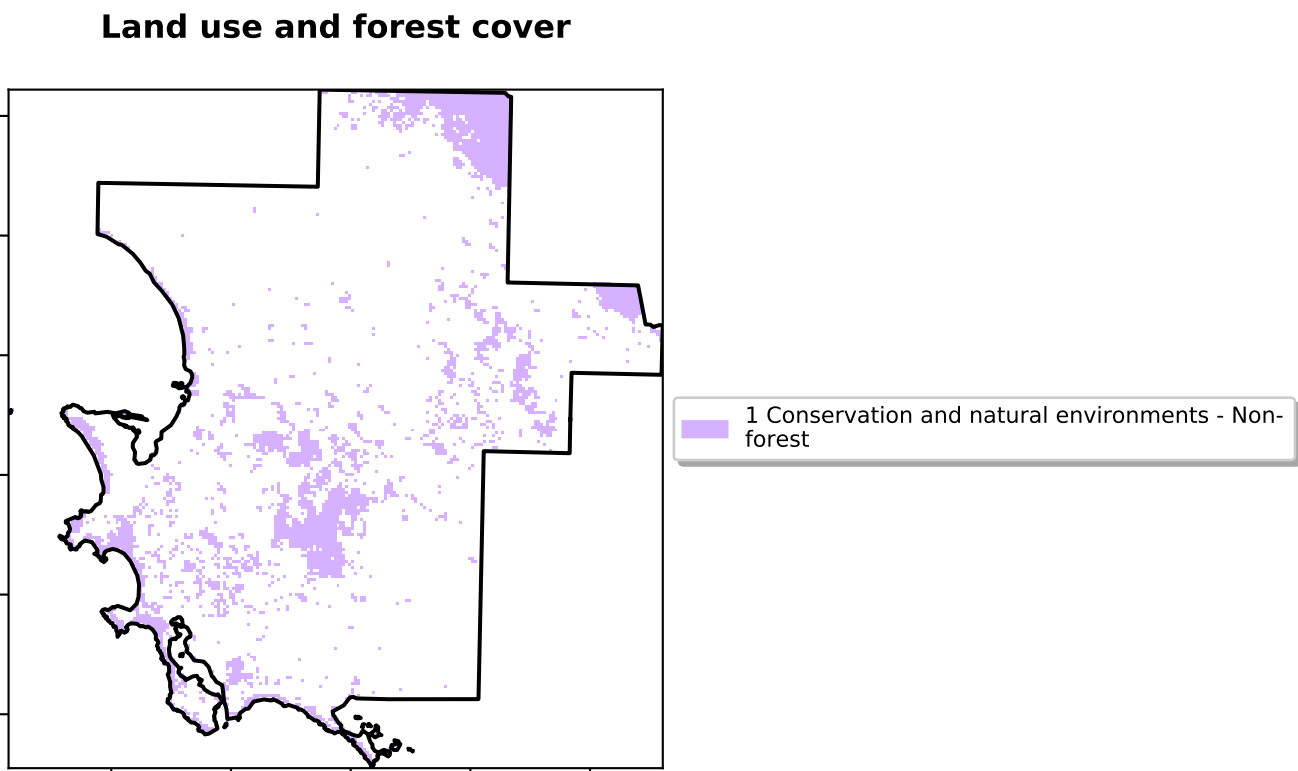 Land use and forest cover
1 Conservation and natural environments - Non-
forest